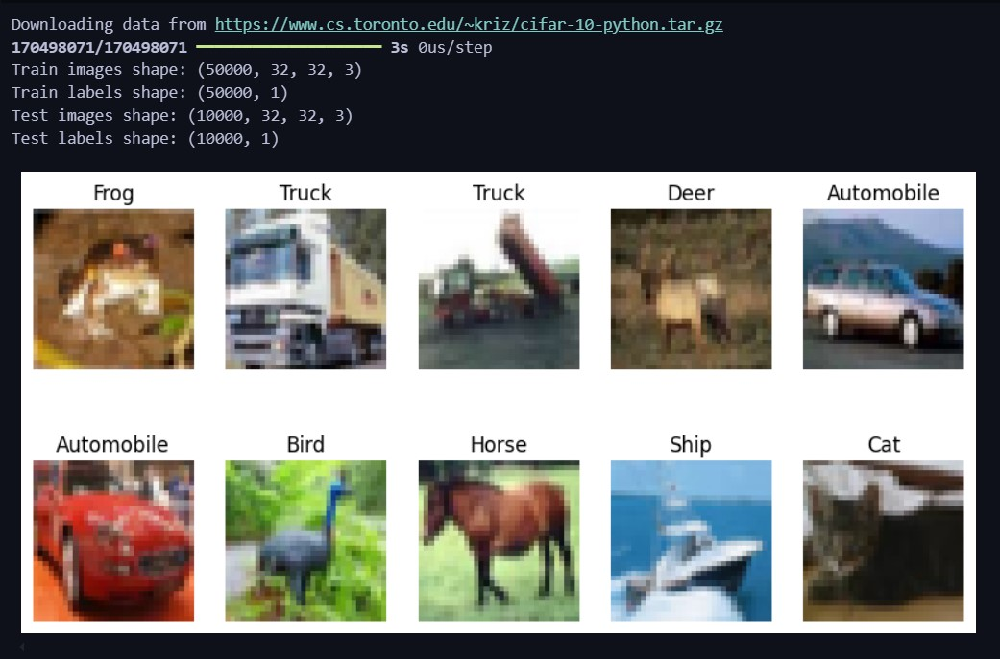 Downloading data from https://www.cs.toronto.edu/~kriz/cifar-10-python.tar.gz
170498071/170498071 ━━━━━━━━━━━━━━━━━━━━ 3s 0us/step
Train images shape: (50000, 32, 32, 3)
Train labels shape: (50000, 1)
Test images shape: (10000, 32, 32, 3)
Test labels shape: (10000, 1)
Frog Truck Truck Deer Automobile
Automobile Bird Horse Ship Cat